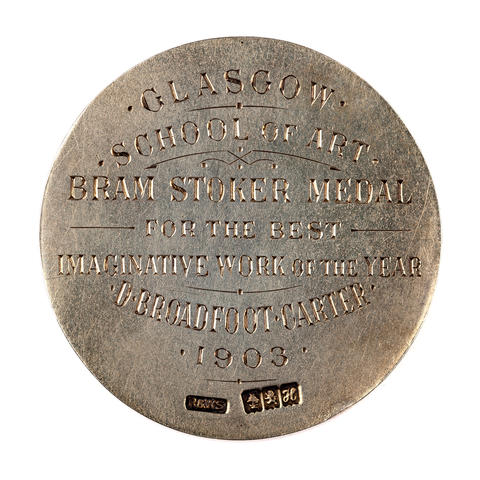 ·GLASGOW·
·SCHOOL OF ART·
BRAM STOKER MEDAL
FOR THE BEST
IMAGINATIVE WORK OF THE YEAR
·D·BROADFOOT·CARTER·
·1903·